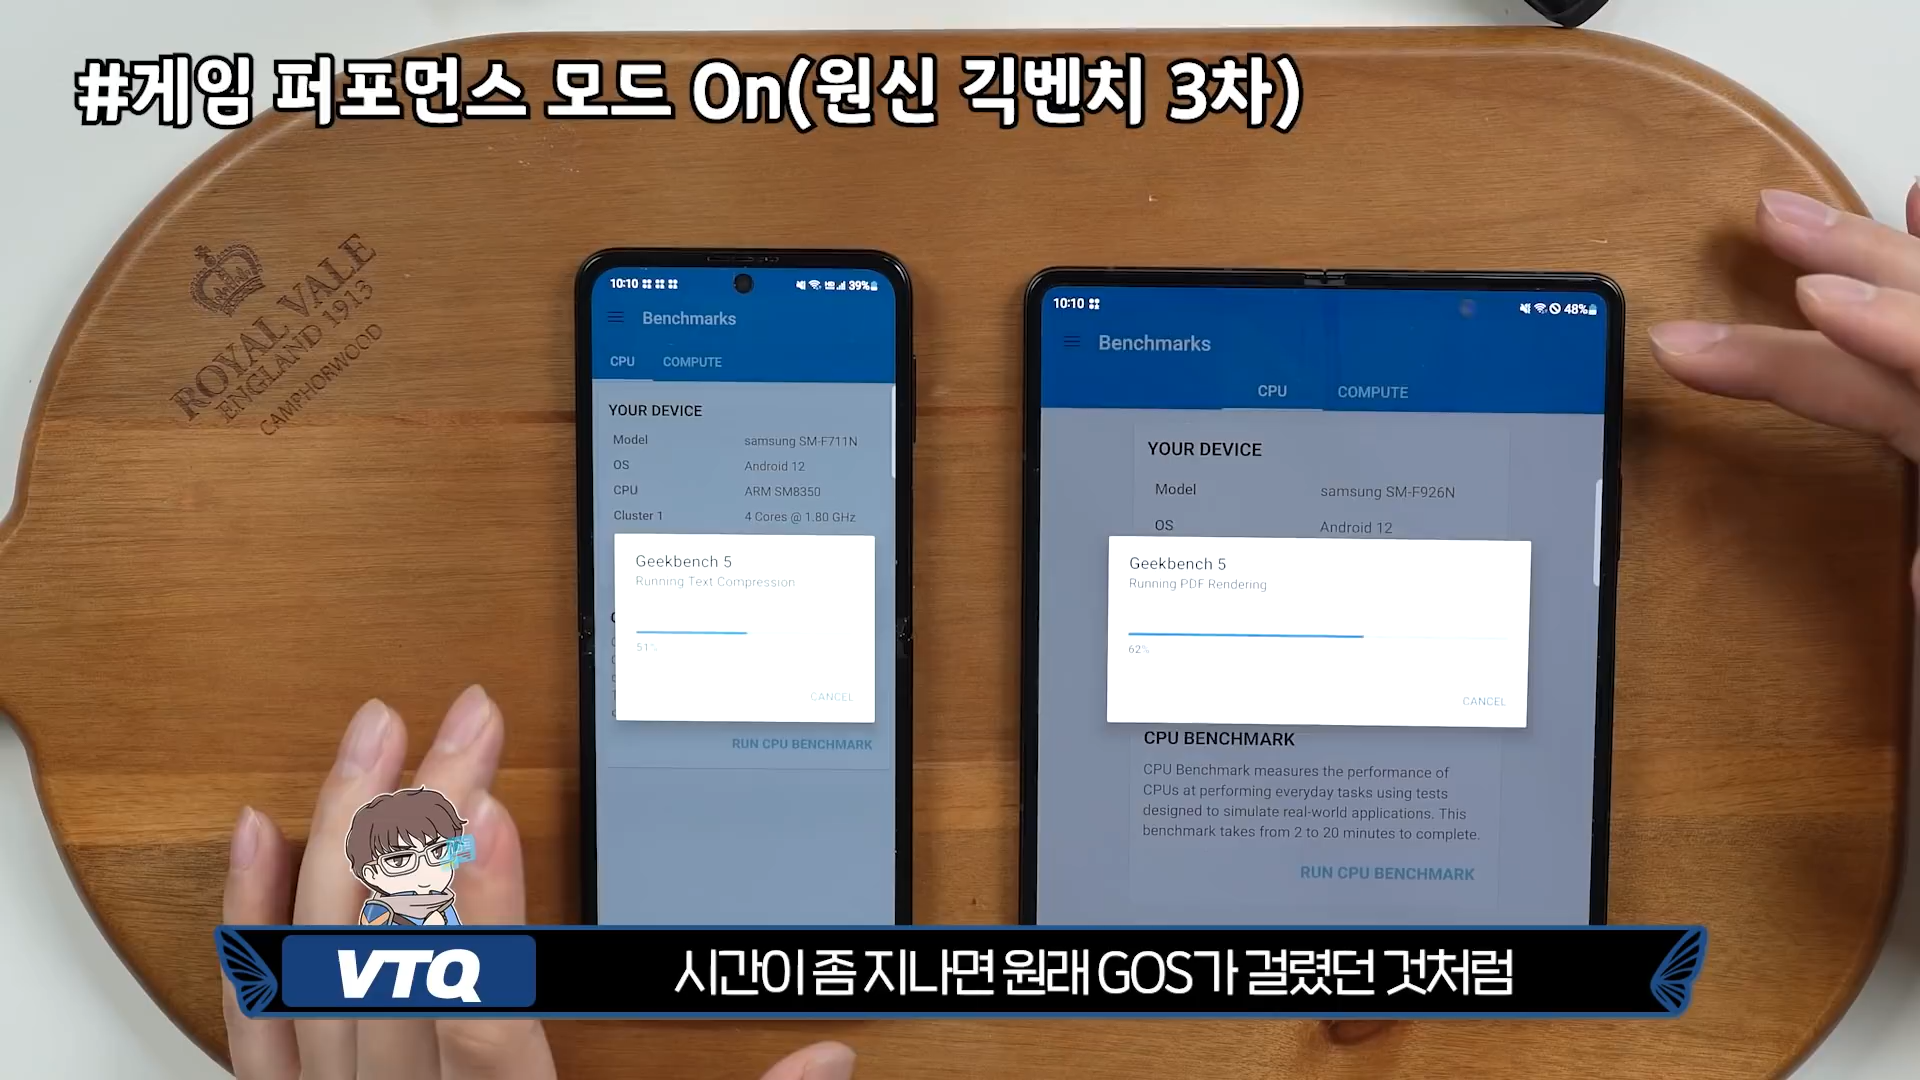 #게임 퍼포먼스 모드 On(원신 긱벤치 3차)
ROYAL VALE
ENGLAND 1913
CAMPHORWOOD
10:10
39%
Benchmarks
CPU COMPUTE
YOUR DEVICE
Model samsung SM-F711N
OS Android 12
CPU ARM SM8350
Cluster 1 4 Cores @ 1.80 GHz
Geekbench 5
Running Text Compression
51%
CANCEL
RUN CPU BENCHMARK
10:10
48%
Benchmarks
CPU COMPUTE
YOUR DEVICE
Model samsung SM-F926N
OS Android 12
Geekbench 5
Running PDF Rendering
62%
CANCEL
CPU BENCHMARK
CPU Benchmark measures the performance of
CPUs at performing everyday tasks using tests
designed to simulate real-world applications. This
benchmark takes from 2 to 20 minutes to complete.
RUN CPU BENCHMARK
VTQ
시간이 좀 지나면 원래 GOS가 걸렸던 것처럼